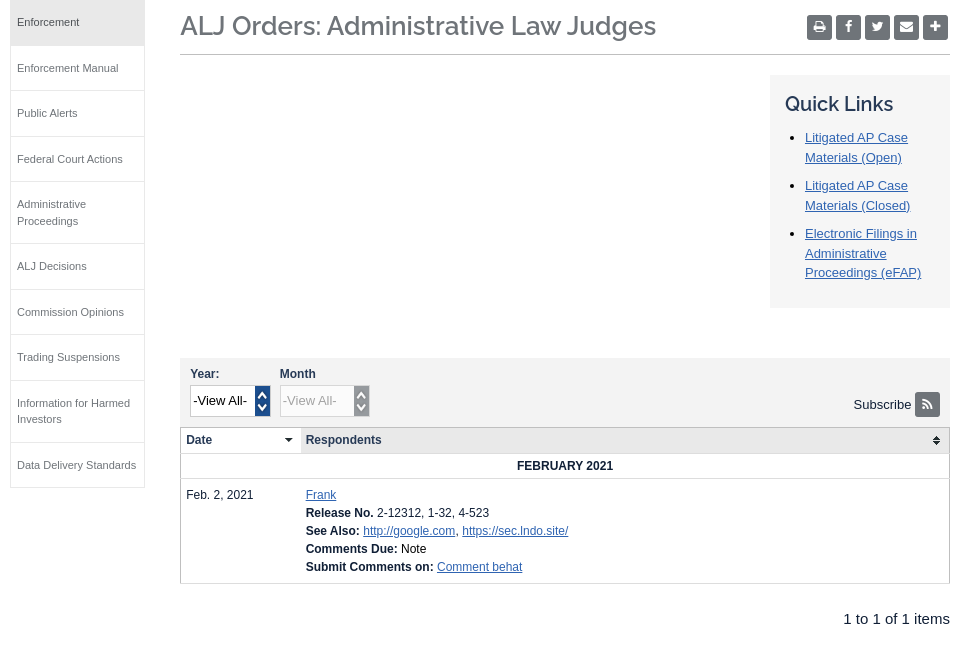 Enforcement
Enforcement Manual
Public Alerts
Federal Court Actions
Administrative
Proceedings
ALJ Decisions
Commission Opinions
Trading Suspensions
Information for Harmed
Investors
Data Delivery Standards
ALJ Orders: Administrative Law Judges
Quick Links
Litigated AP Case
Materials (Open)
Litigated AP Case
Materials (Closed)
Electronic Filings in
Administrative
Proceedings (eFAP)
Year: Month
-View All- -View All-
Subscribe
Date Respondents
FEBRUARY 2021
Feb. 2, 2021 Frank
Release No. 2-12312, 1-32, 4-523
See Also: http://google.com, https://sec.lndo.site/
Comments Due: Note
Submit Comments on: Comment behat
1 to 1 of 1 items